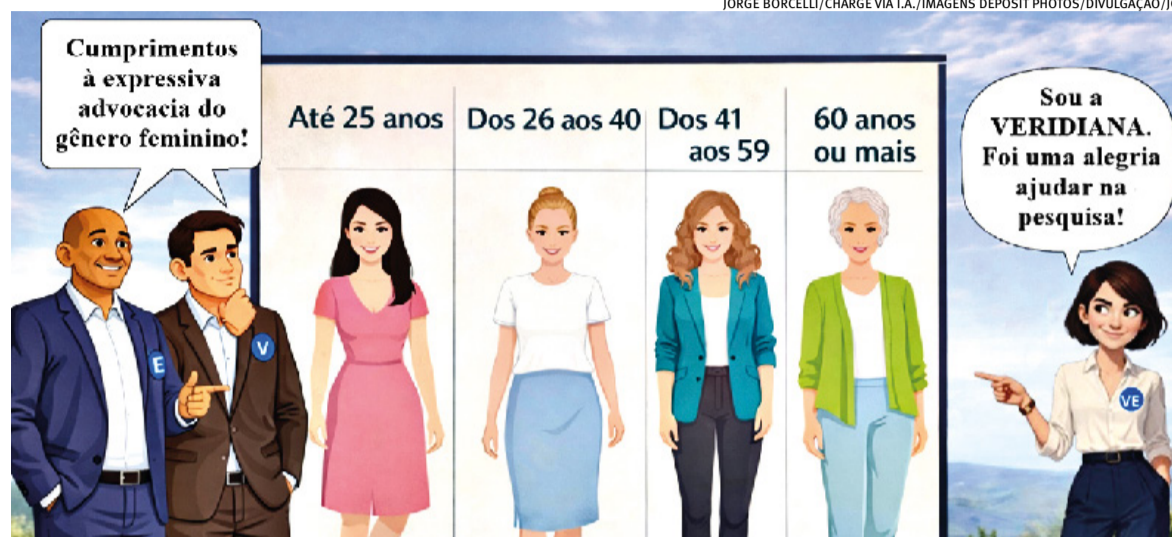 JORGE BORCELLI/CHARGE VIA I.A./IMAGENS DEPOSIT PHOTOS/DIVULGAÇÃO/
Cumprimentos
à expressiva
advocacia do
gênero feminino!
Até 25 anos
Dos 26 aos 40
Dos 41
aos 59
60 anos
ou mais
Sou a
VERIDIANA.
Foi uma alegria
ajudar na
pesquisa!
E
V
VE